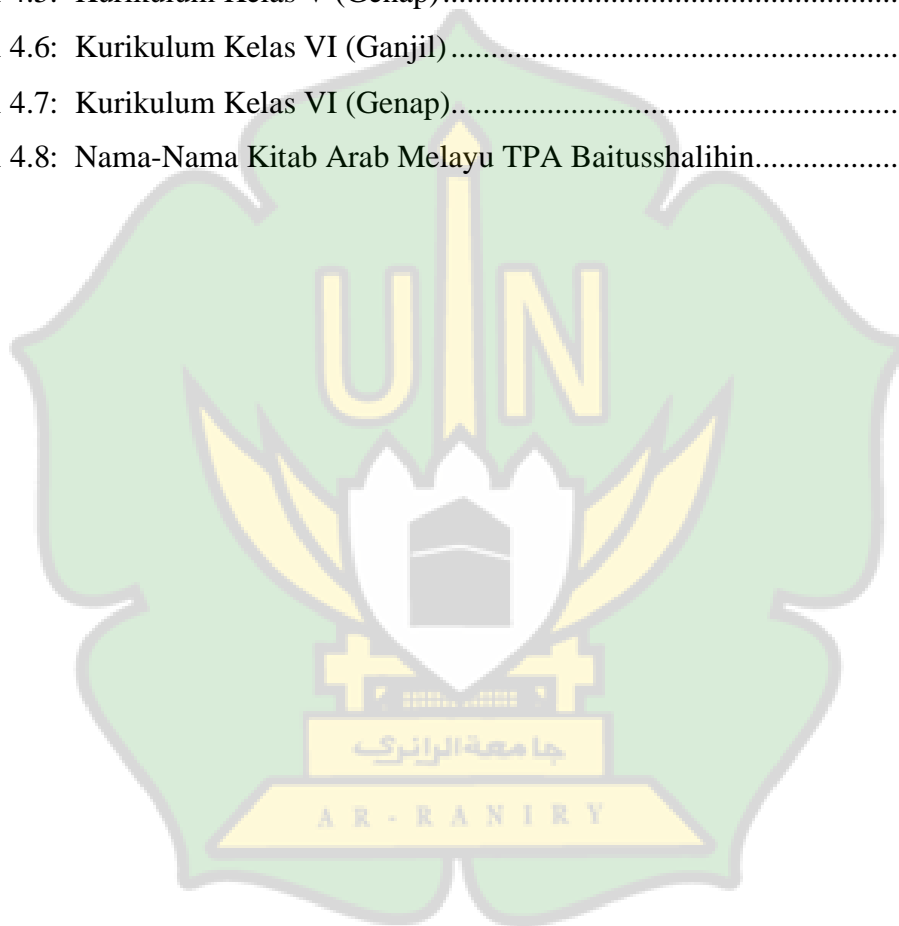 4.5: Kurikulum Kelas V (Genap)........................................................
4.6: Kurikulum Kelas VI (Ganjil)........................................................
4.7: Kurikulum Kelas VI (Genap)........................................................
4.8: Nama-Nama Kitab Arab Melayu TPA Baitusshalihin..................
UIN
جامعة الرانري
AR-RANIRY